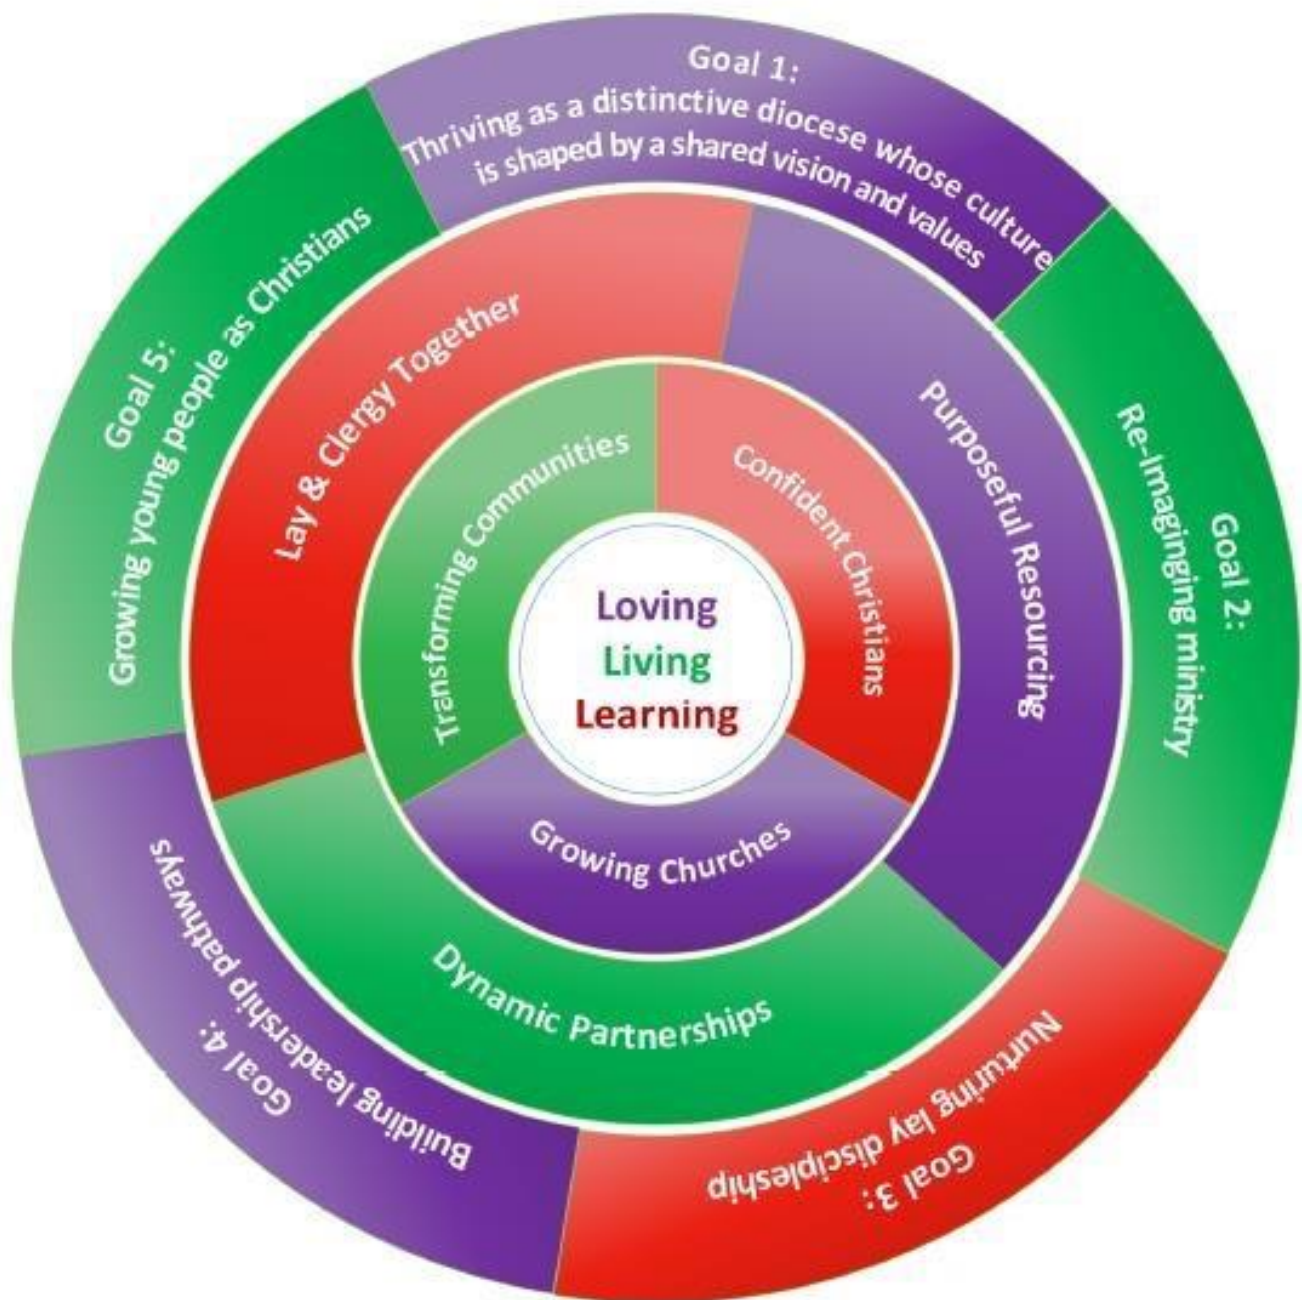 Goal 1:
Thriving as a distinctive diocese whose culture
is shaped by a shared vision and values
Goal 2:
Re-Imaginging ministry
Goal 3:
Nurturing lay discipleship
Goal 4:
Building leadership pathways
Goal 5:
Growing young people as Christians
Lay & Clergy Together
Purposeful Resourcing
Dynamic Partnerships
Transforming Communities
Confident Christians
Growing Churches
Loving
Living
Learning